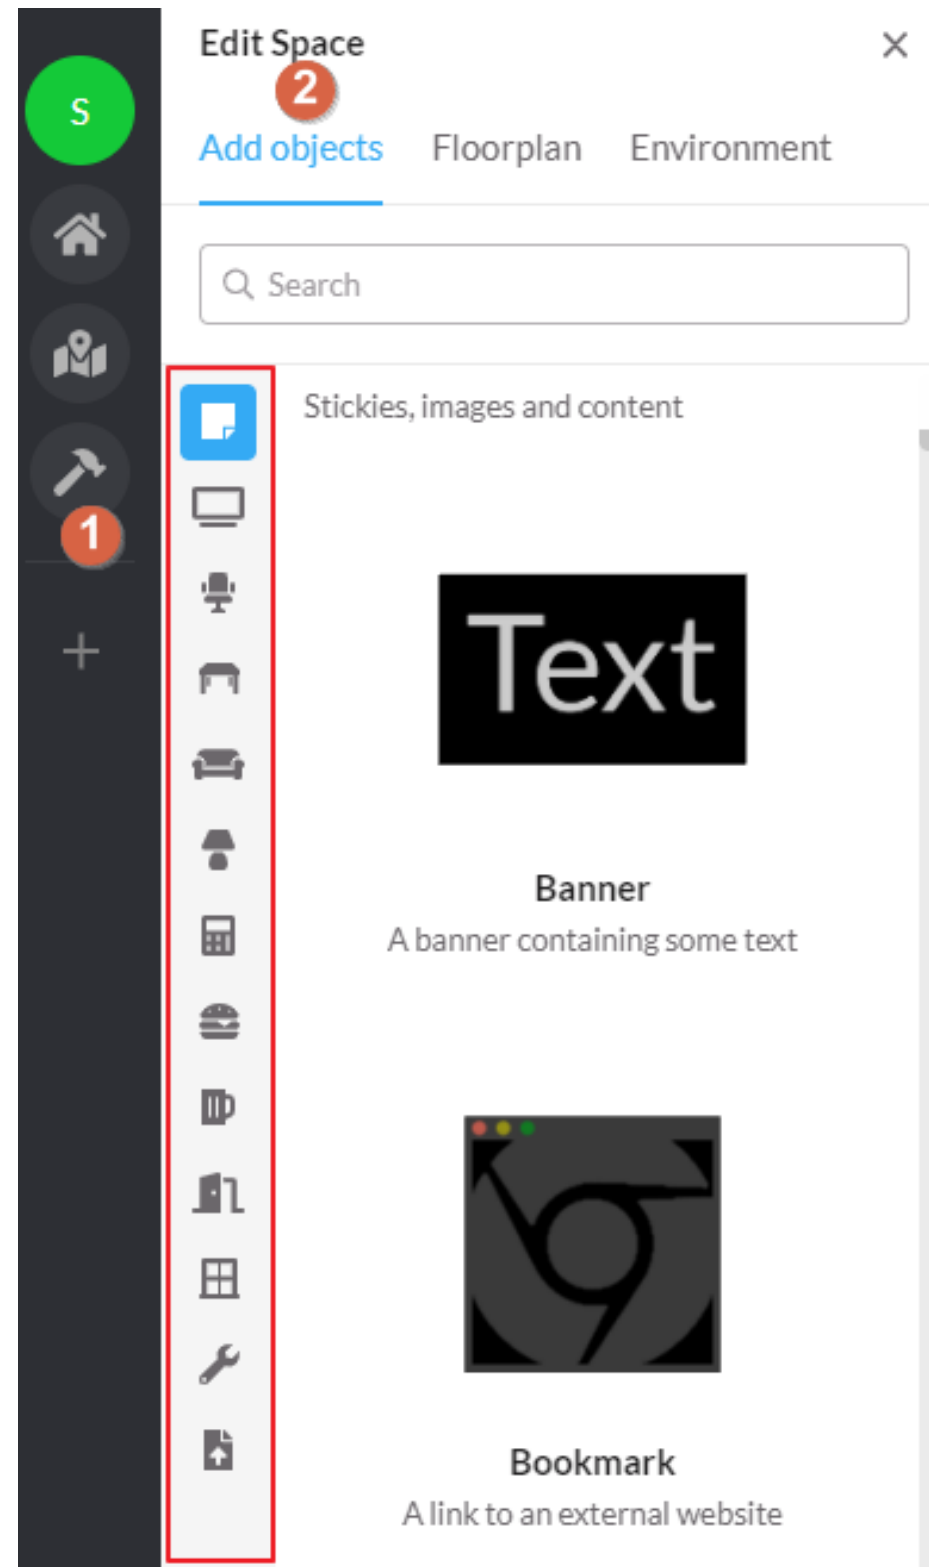 Edit Space
2
S
Add objects Floorplan Environment
Search
Stickies, images and content
1
Text
Banner
A banner containing some text
Bookmark
A link to an external website